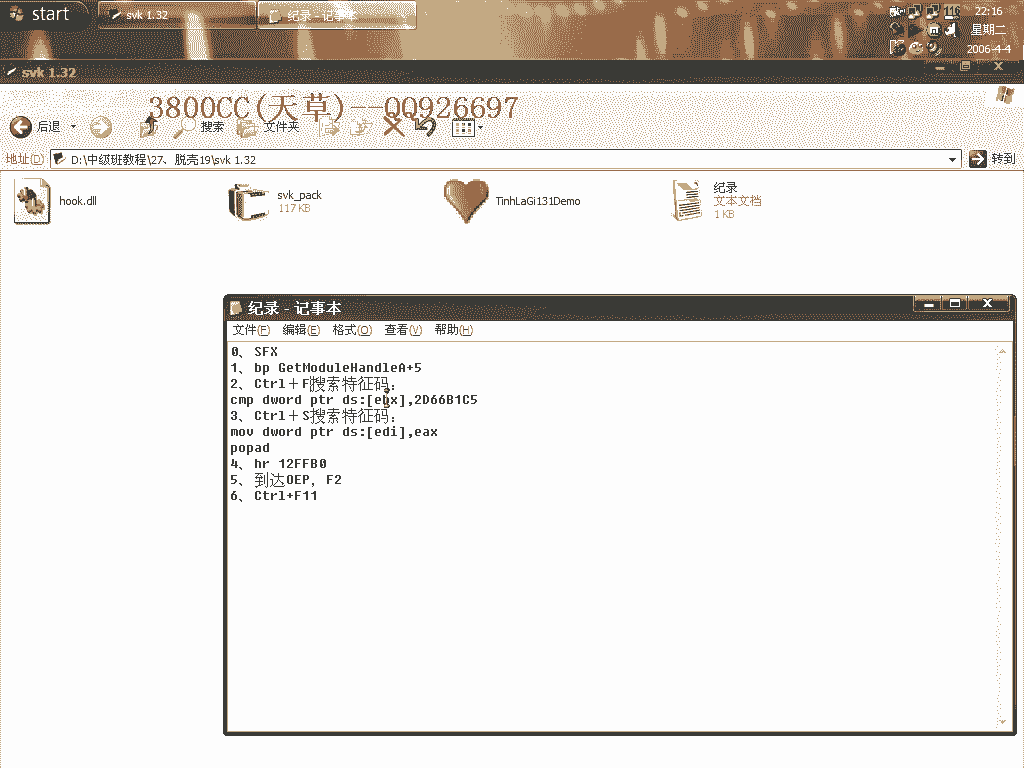 start
svk 1.32
纪录 - 记事本
22:16
星期二
2006-4-4
svk 1.32
3800CC(天草)--QQ926697
后退
搜索
文件夹
地址(D)
D:\中级班教程\27、脱壳19\svk 1.32
转到
hook.dll
svk_pack
117 KB
TinhLaGi131Demo
纪录
文本文档
1 KB
纪录 - 记事本
文件(F) 编辑(E) 格式(O) 查看(V) 帮助(H)
0、SFX
1、bp GetModuleHandleA+5
2、Ctrl＋F搜索特征码：
cmp dword ptr ds:[ebx],2D66B1C5
3、Ctrl＋S搜索特征码：
mov dword ptr ds:[edi],eax
popad
4、hr 12FFB0
5、到达OEP, F2
6、Ctrl+F11